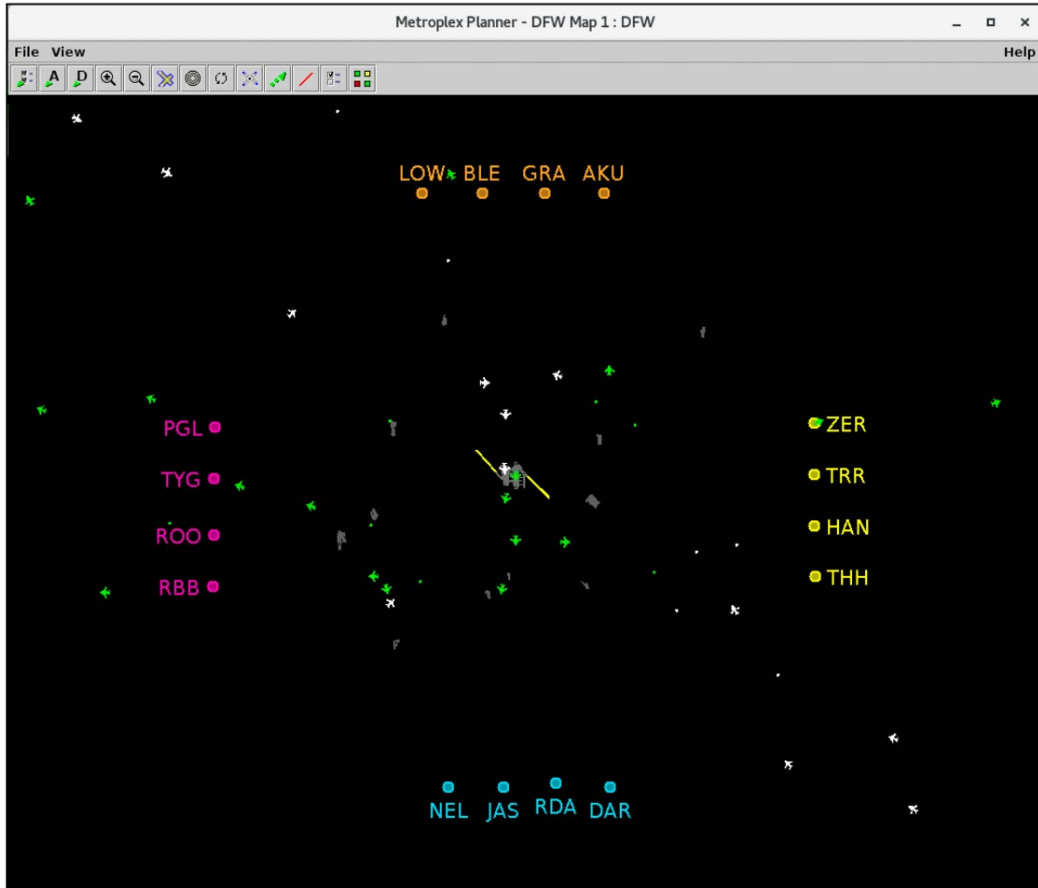 Metroplex Planner - DFW Map 1 : DFW
File View Help
A D
LOW BLE GRA AKU
PGL ZER
TYG TRR
ROO HAN
RBB THH
NEL JAS RDA DAR